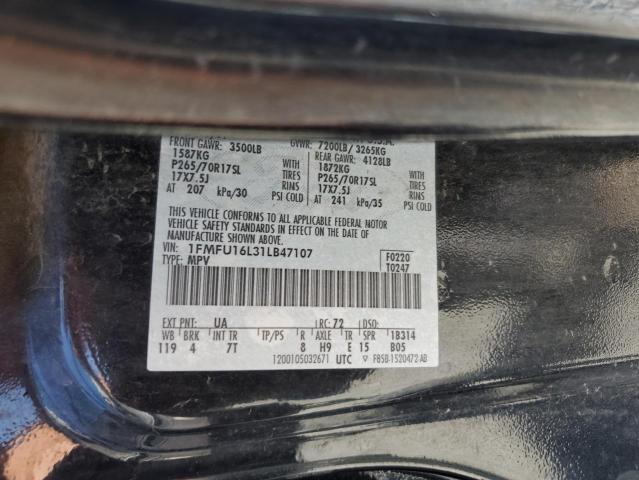 FRONT GAWR: 3500LB GVWR: 7200LB/ 3265KG
1587KG WITH REAR GAWR: 4128LB
P265/70R17SL TIRES 1872KG WITH
17X7.5J RINS P265/70R17SL TIRES
AT 207 kPa/30 PSI COLD 17X7.5J RINS
AT 241 kPa/35 PSI COLD
THIS VEHICLE CONFORMS TO ALL APPLICABLE FEDERAL MOTOR
VEHICLE SAFETY STANDARDS IN EFFECT ON THE DATE OF
MANUFACTURE SHOWN ABOVE.
VIN: 1FMFU16L31LB47107 F0220
TYPE: MPV T0247
EXT PNT: UA RC: 72 DSO:
WB BRK INT TR TP/PS R AXLE TR SPR 1B314
119 4 7T 8 H9 E 15 B05
1200105032671 UTC F85B-1520472 AB